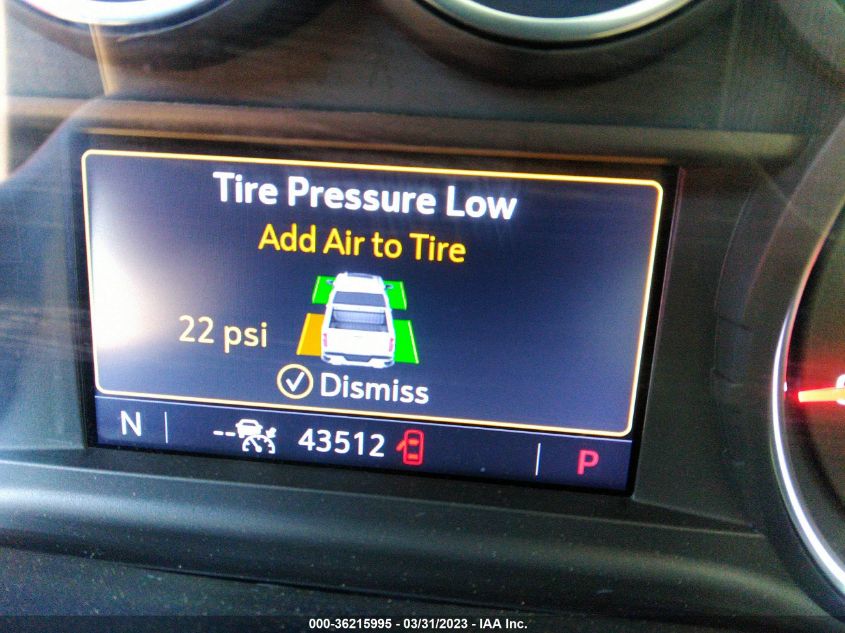 Tire Pressure Low
Add Air to Tire
22 psi
Dismiss
N -- 43512 P
000-36215995 - 03/31/2023 - IAA Inc.